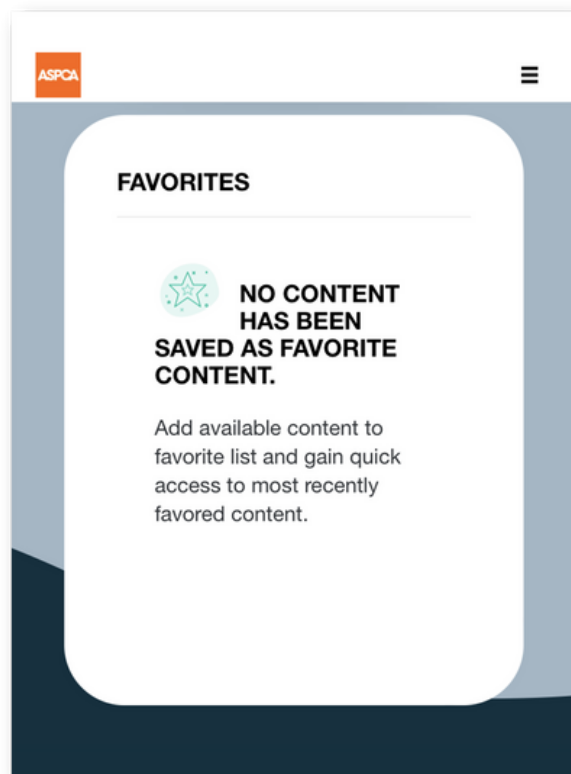 ASPCA
FAVORITES
NO CONTENT
HAS BEEN
SAVED AS FAVORITE
CONTENT.
Add available content to
favorite list and gain quick
access to most recently
favored content.